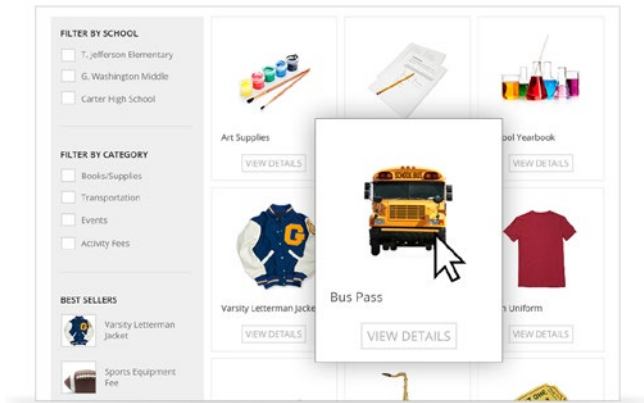 FILTER BY SCHOOL
T. Jefferson Elementary
G. Washington Middle
Carter High School
FILTER BY CATEGORY
Books/Supplies
Transportation
Events
Activity Fees
BEST SELLERS
Varsity Letterman
Jacket
Sports Equipment
Fee
Art Supplies
VIEW DETAILS
ool Yearbook
VIEW DETAILS
SCHOOL BUS
Bus Pass
VIEW DETAILS
G
Varsity Letterman Jacke
VIEW DETAILS
Uniform
VIEW DETAILS